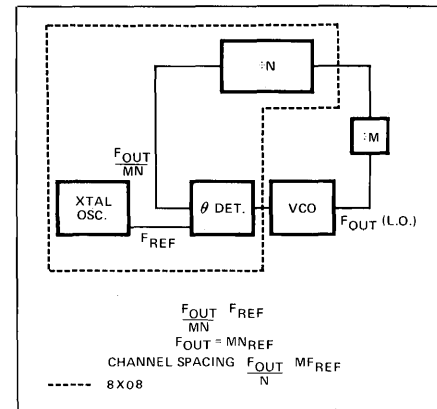 ÷N
÷M
F_OUT
MN
XTAL
OSC.
θ DET.
VCO
F_REF
F_OUT (L.O.)
F_OUT F_REF
MN
F_OUT = MN_REF
CHANNEL SPACING F_OUT MF_REF
N
------ 8X08